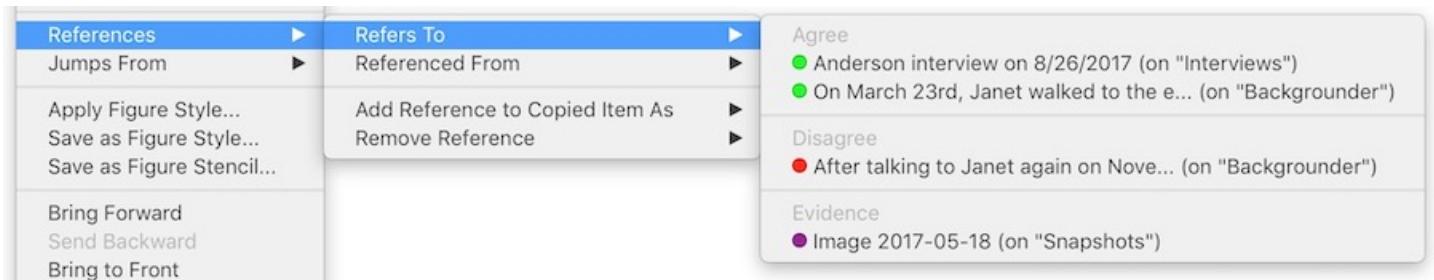 References
Jumps From
Apply Figure Style...
Save as Figure Style...
Save as Figure Stencil...
Bring Forward
Send Backward
Bring to Front
Refers To
Referenced From
Add Reference to Copied Item As
Remove Reference
Agree
Anderson interview on 8/26/2017 (on "Interviews")
On March 23rd, Janet walked to the e... (on "Backgrounder")
Disagree
After talking to Janet again on Nove... (on "Backgrounder")
Evidence
Image 2017-05-18 (on "Snapshots")